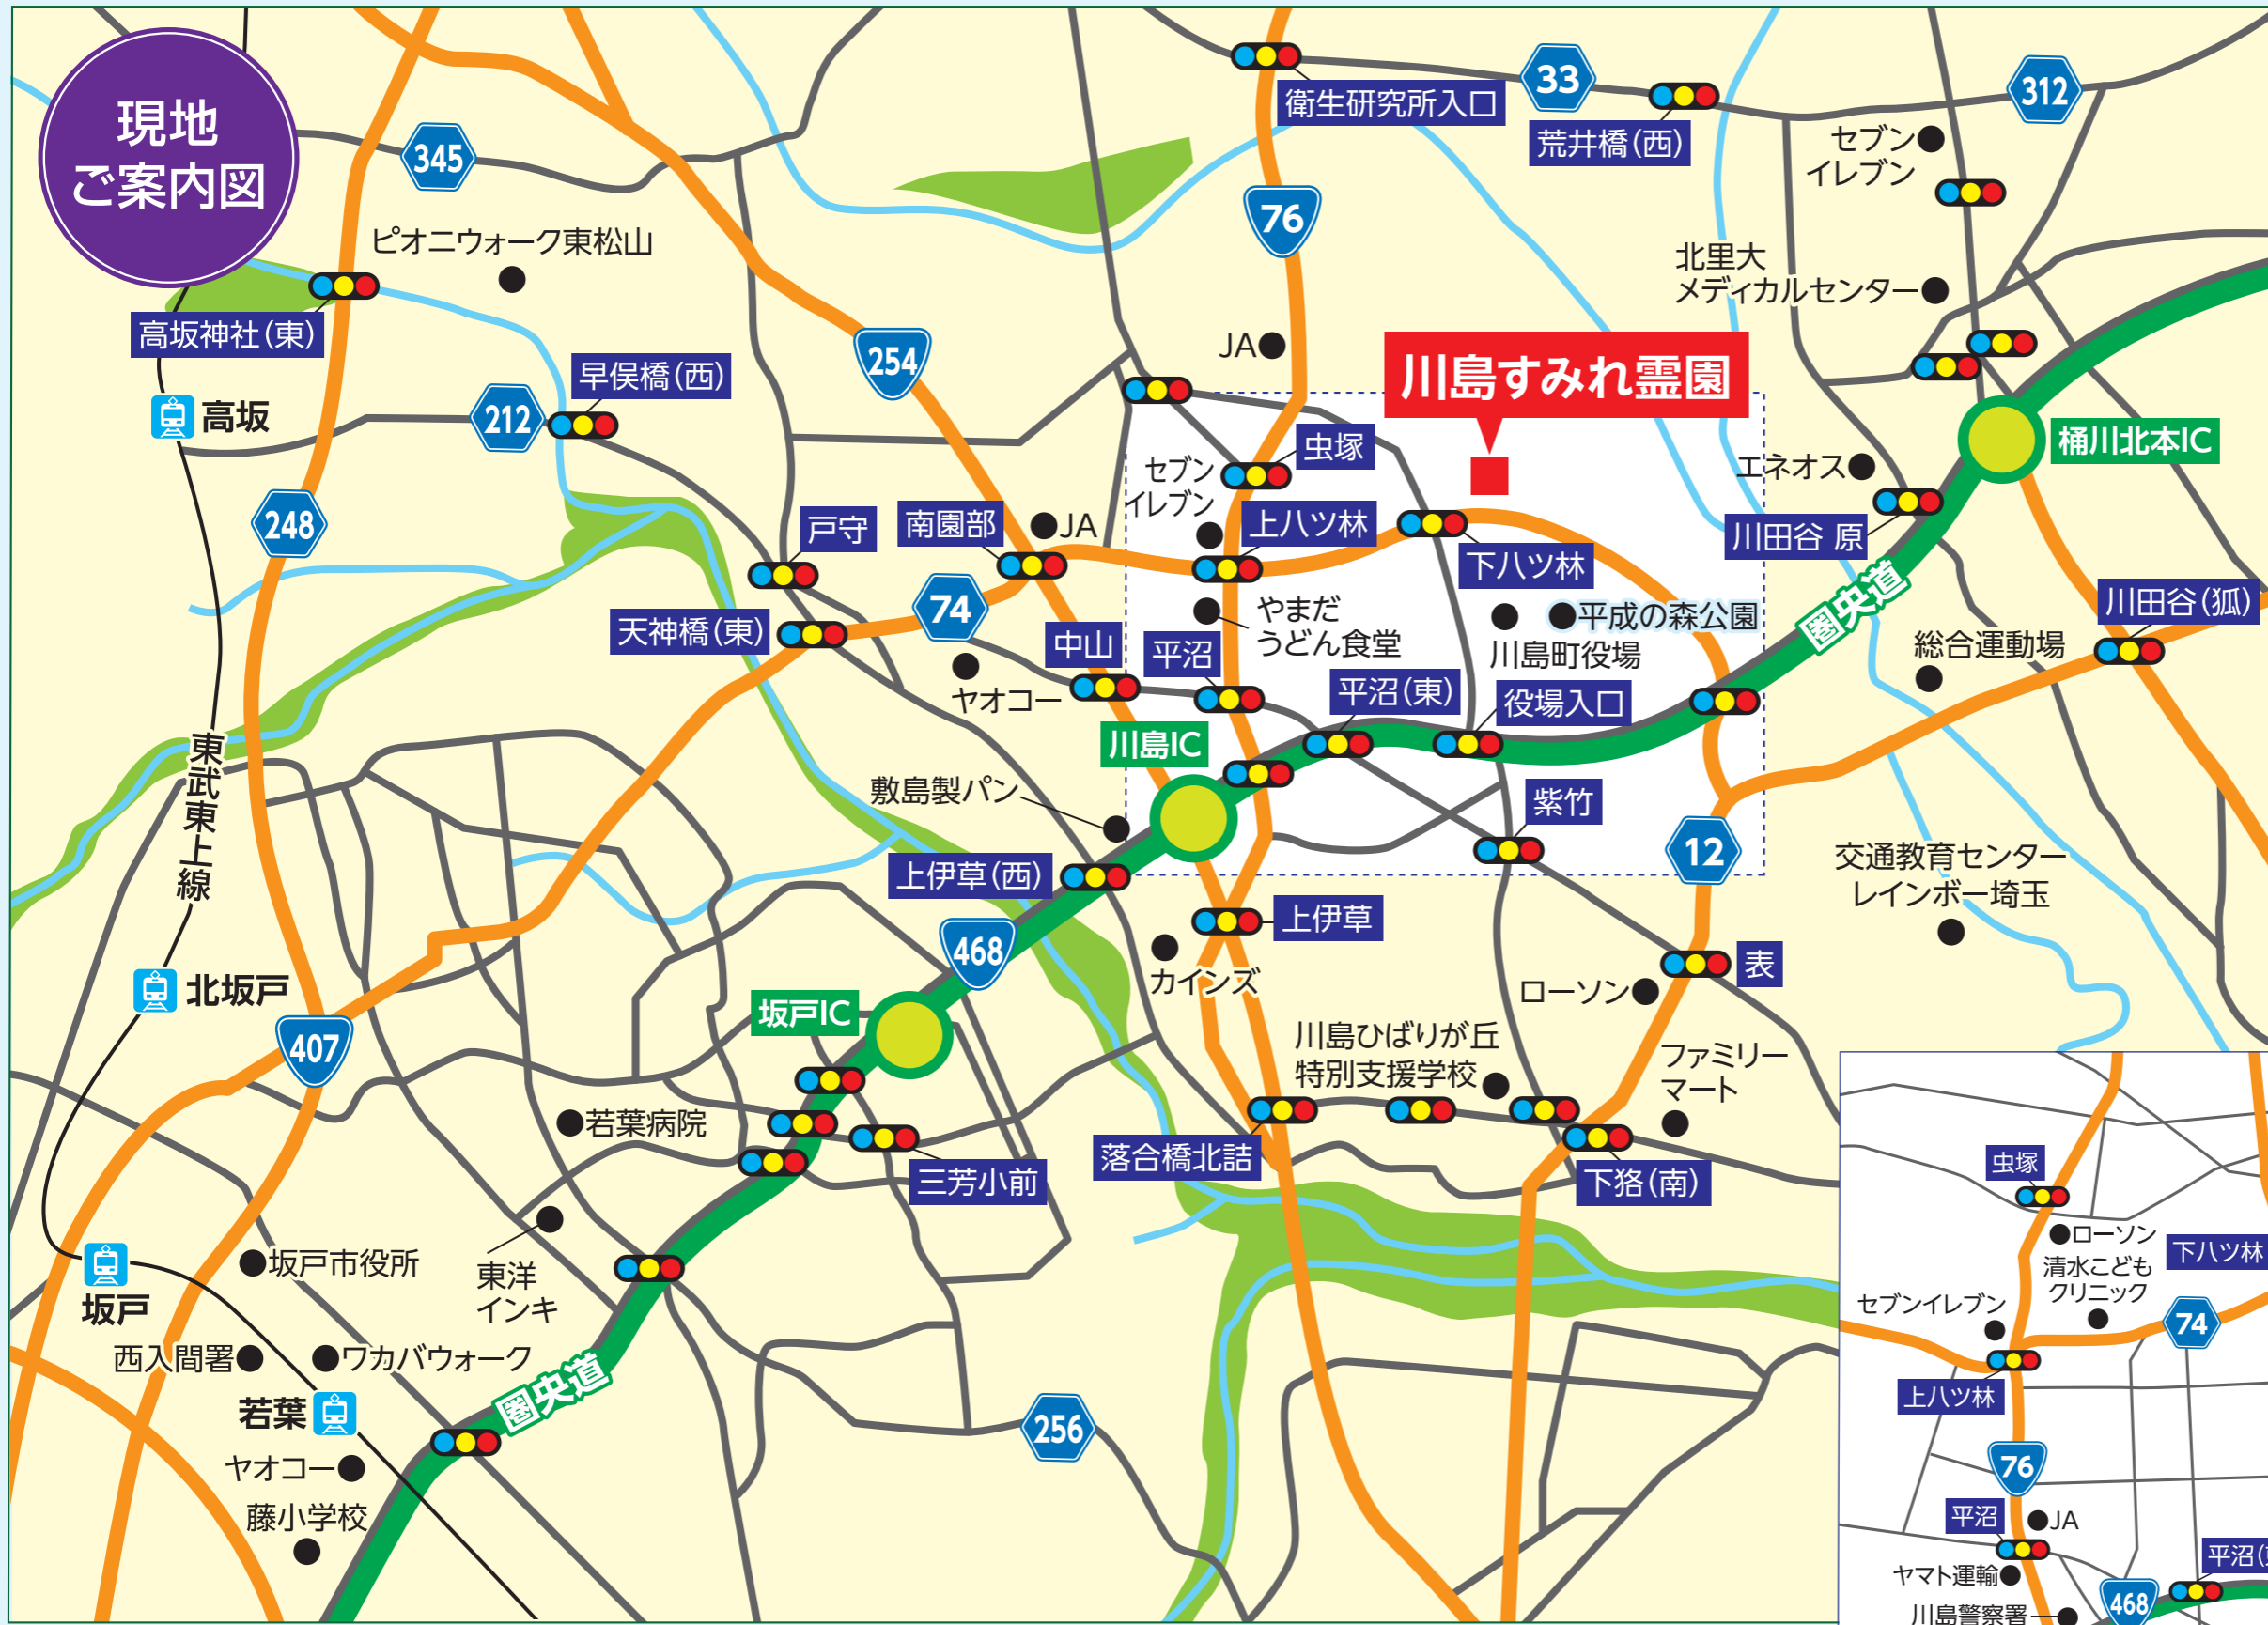 現地
ご案内図
345
ピオニウォーク東松山
高坂神社(東)
高坂
212
早俣橋(西)
254
248
衛生研究所入口
33
荒井橋(西)
312
セブン
イレブン
76
北里大
メディカルセンター
JA
川島すみれ霊園
桶川北本IC
エネオス
川田谷 原
虫塚
セブン
イレブン
上八ツ林
下八ツ林
戸守
南園部
JA
74
天神橋(東)
中山
ヤオコー
平沼
やまだ
うどん食堂
平成の森公園
川島町役場
平沼(東)
役場入口
圏央道
川田谷(狐)
総合運動場
川島IC
敷島製パン
紫竹
12
上伊草(西)
上伊草
468
カインズ
交通教育センター
レインボー埼玉
表
ローソン
東武東上線
北坂戸
坂戸IC
407
川島ひばりが丘
特別支援学校
ファミリー
マート
若葉病院
三芳小前
落合橋北詰
下狢(南)
坂戸市役所
東洋
インキ
坂戸
西入間署
ワカバウォーク
若葉
圏央道
ヤオコー
藤小学校
256
虫塚
ローソン
清水こども
クリニック
下八ツ林
セブンイレブン
74
上八ツ林
76
平沼
JA
ヤマト運輸
平沼(
川島警察署
468